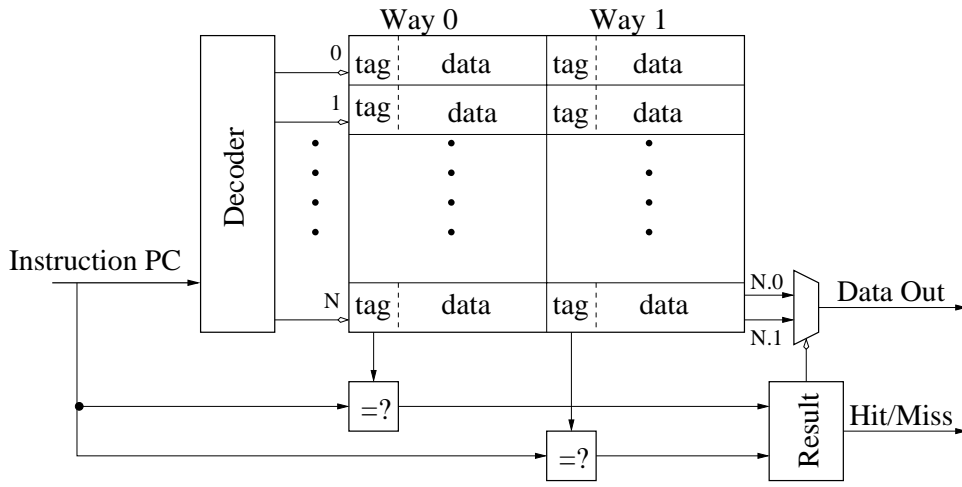 Way 0 Way 1
0 tag data tag data
1 tag data tag data
Decoder
Instruction PC
N tag data tag data
N.0
Data Out
N.1
=?
Result
Hit/Miss
=?